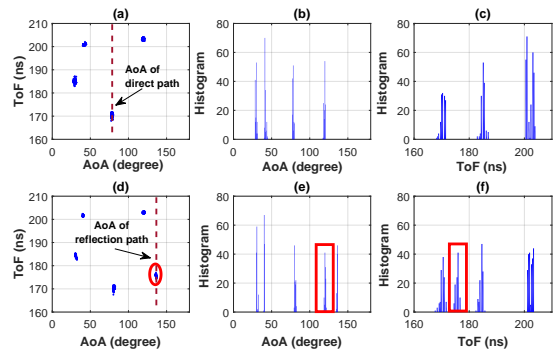 (a)
(b)
(c)
210
200
190
180
170
160
ToF (ns)
AoA of
direct path
0 50 100 150
AoA (degree)
80
60
40
20
0
Histogram
0 50 100 150
AoA (degree)
80
60
40
20
0
Histogram
160 180 200
ToF (ns)
(d)
(e)
(f)
210
200
190
180
170
160
ToF (ns)
AoA of
reflection path
0 50 100 150
AoA (degree)
80
60
40
20
0
Histogram
0 50 100 150
AoA (degree)
80
60
40
20
0
Histogram
160 180 200
ToF (ns)